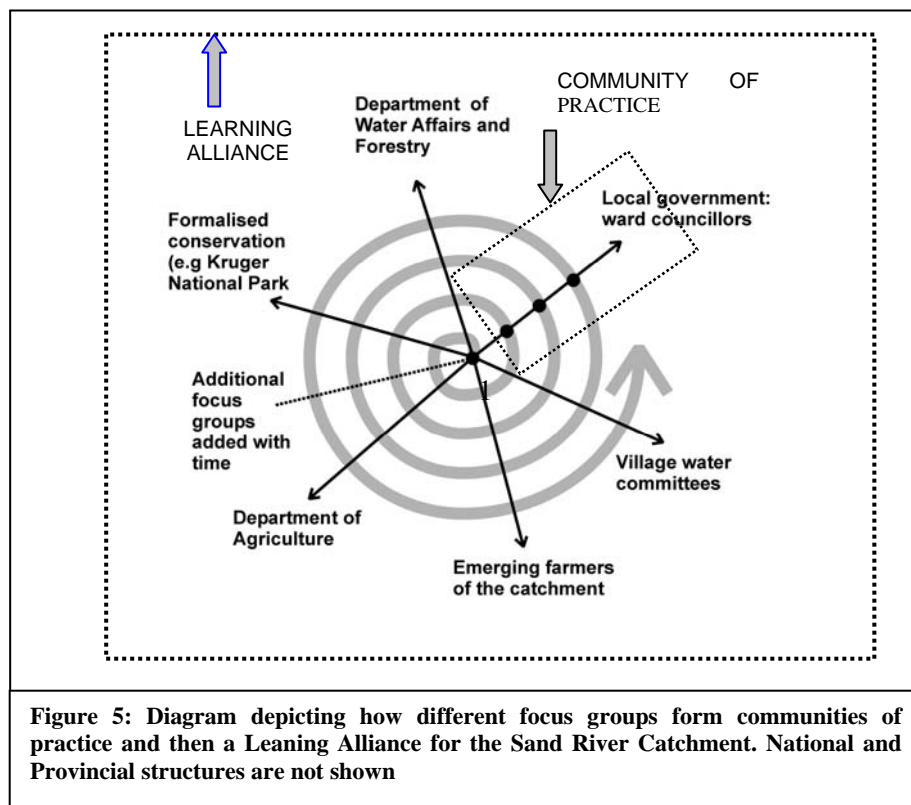 LEARNING
ALLIANCE
Department of
Water Affairs and
Forestry
COMMUNITY OF
PRACTICE
Local government:
ward councillors
Formalised
conservation
(e.g Kruger
National Park
Additional
focus
groups
added with
time
1
Village water
committees
Department of
Agriculture
Emerging farmers
of the catchment
Figure 5: Diagram depicting how different focus groups form communities of
practice and then a Leaning Alliance for the Sand River Catchment. National and
Provincial structures are not shown